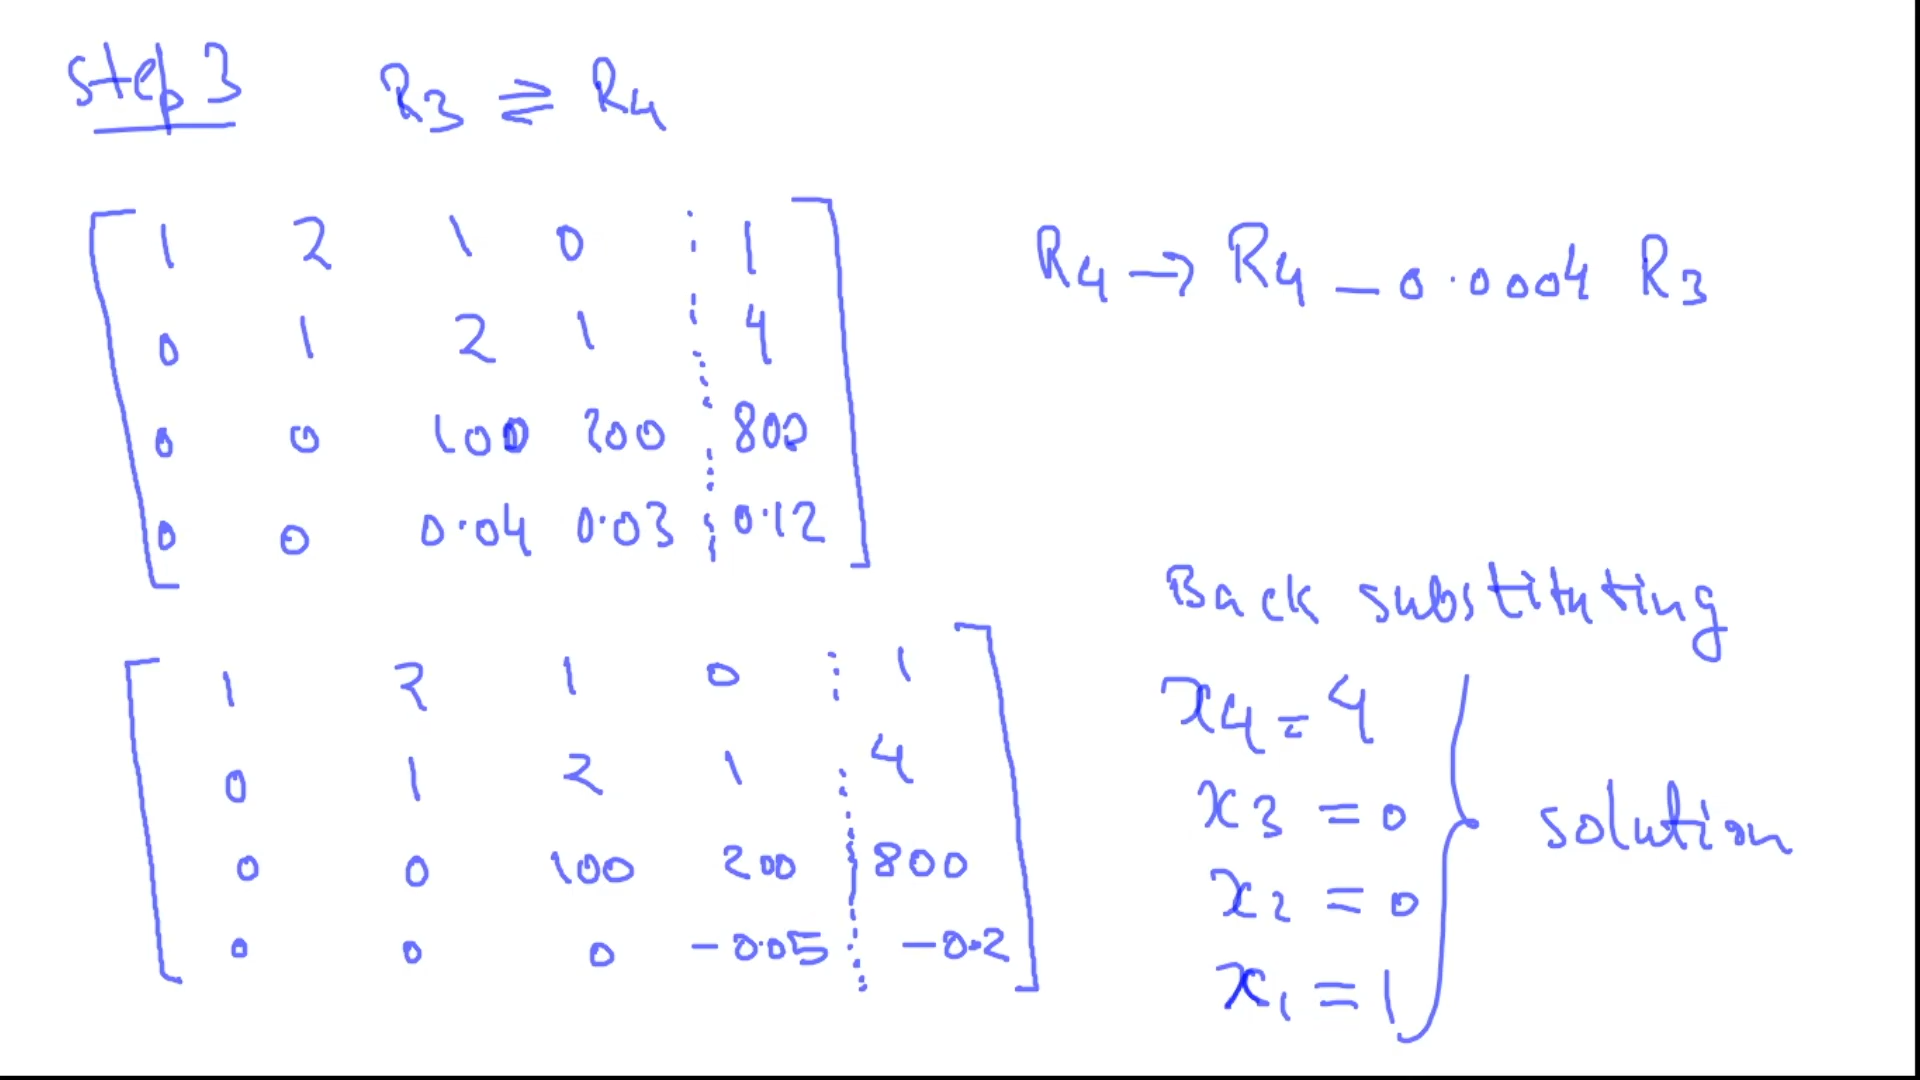 step 3 R3 ⇌ R4
1 2 1 0 ⋮ 1
0 1 2 1 ⋮ 4
0 0 100 200 ⋮ 800
0 0 0.04 0.03 ⋮ 0.12
R4 → R4 - 0.0004 R3
1 2 1 0 ⋮ 1
0 1 2 1 ⋮ 4
0 0 100 200 ⋮ 800
0 0 0 -0.05 ⋮ -0.2
Back substituting
x4 = 4
x3 = 0
x2 = 0
x1 = 1
solution